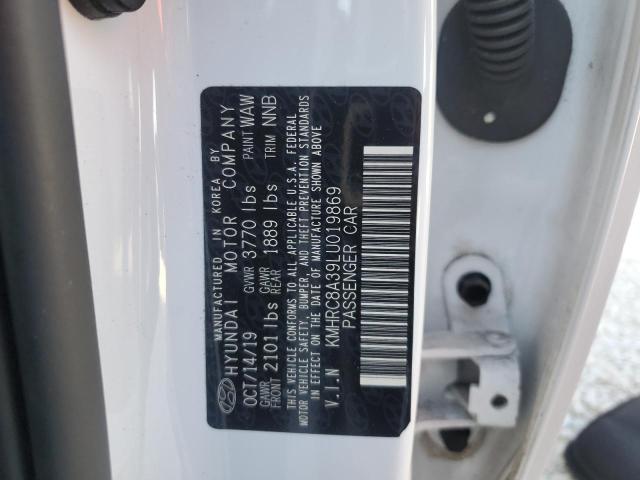 MANUFACTURED IN KOREA BY
HYUNDAI MOTOR COMPANY
OCT/14/19 GVWR 3770 lbs PAINT WAW
GAWR FRONT 2101 lbs GAWR REAR 1889 lbs TRIM NNB
THIS VEHICLE CONFORMS TO ALL APPLICABLE U.S.A. FEDERAL
MOTOR VEHICLE SAFETY, BUMPER, AND THEFT PREVENTION STANDARDS
IN EFFECT ON THE DATE OF MANUFACTURE SHOWN ABOVE
V.I.N KMHRC8A39LU019869
PASSENGER CAR